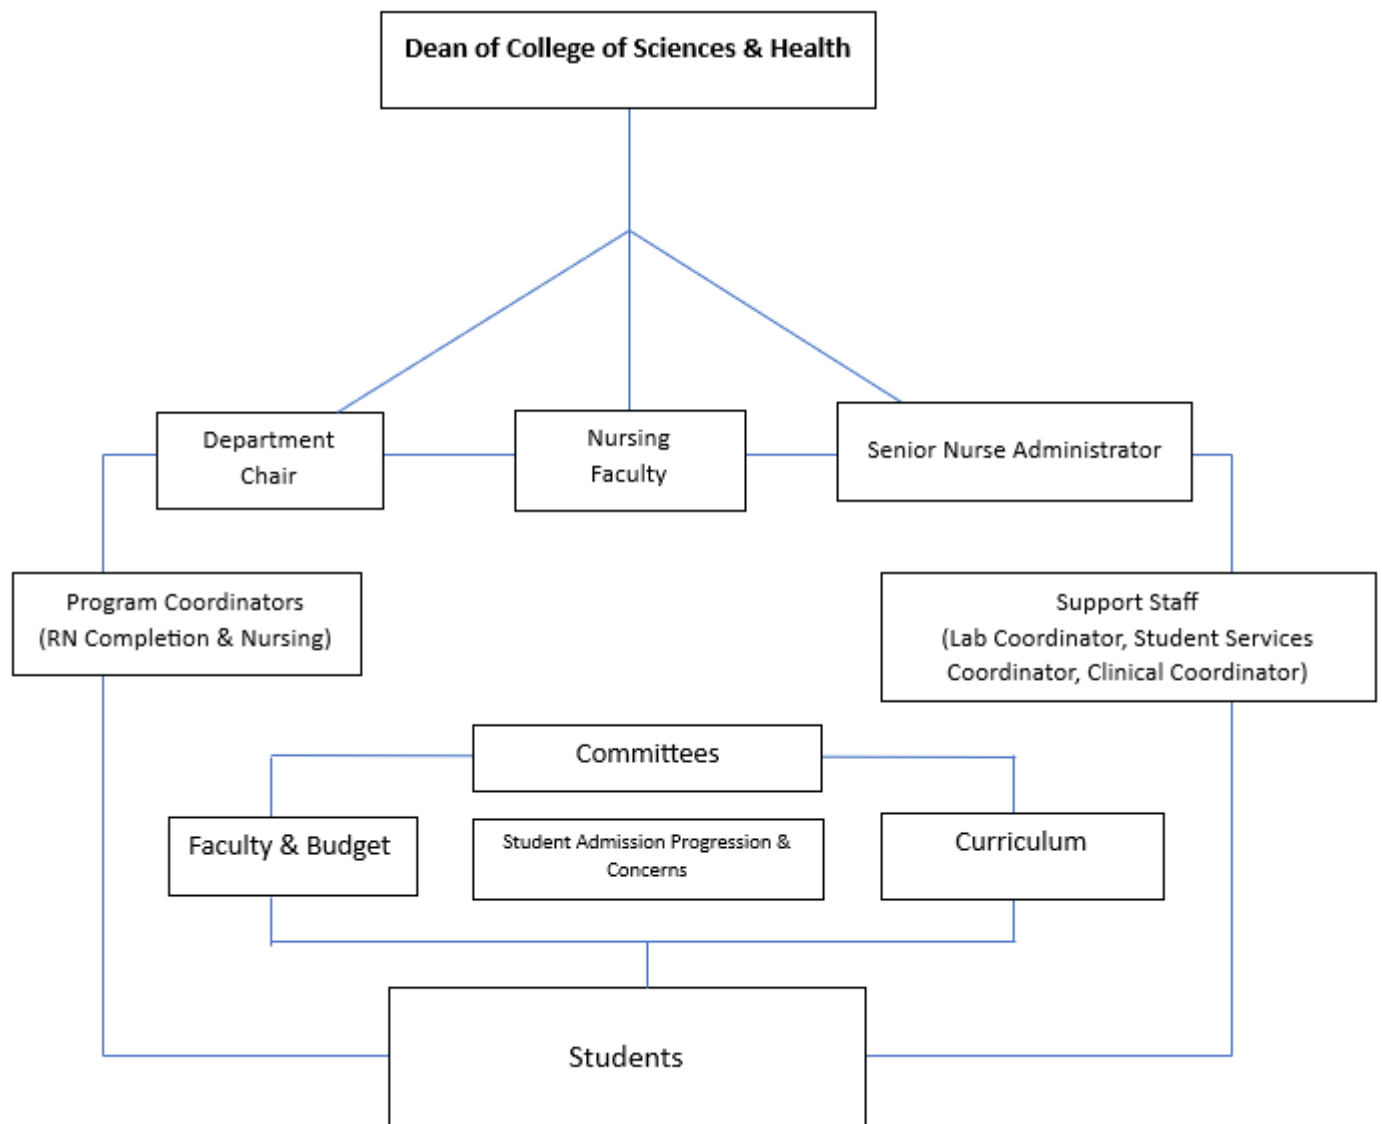 Dean of College of Sciences & Health
Department
Chair
Nursing
Faculty
Senior Nurse Administrator
Program Coordinators
(RN Completion & Nursing)
Support Staff
(Lab Coordinator, Student Services
Coordinator, Clinical Coordinator)
Committees
Faculty & Budget
Student Admission Progression &
Concerns
Curriculum
Students